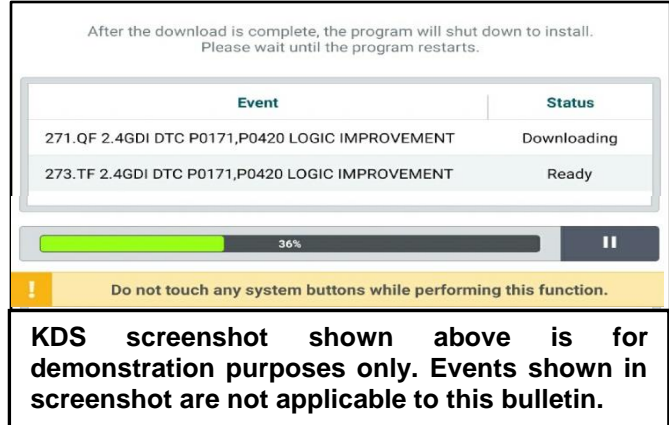 After the download is complete, the program will shut down to install.
Please wait until the program restarts.
Event Status
271.QF 2.4GDI DTC P0171,P0420 LOGIC IMPROVEMENT Downloading
273.TF 2.4GDI DTC P0171,P0420 LOGIC IMPROVEMENT Ready
36%
! Do not touch any system buttons while performing this function.
KDS screenshot shown above is for
demonstration purposes only. Events shown in
screenshot are not applicable to this bulletin.